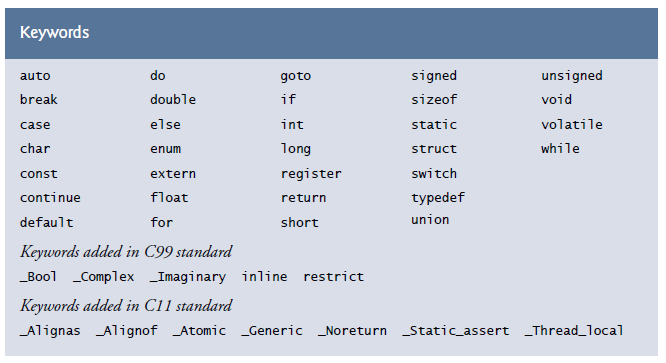 Keywords
auto do goto signed unsigned
break double if sizeof void
case else int static volatile
char enum long struct while
const extern register switch
continue float return typedef
default for short union
Keywords added in C99 standard
_Bool _Complex _Imaginary inline restrict
Keywords added in C11 standard
_Alignas _Alignof _Atomic _Generic _Noreturn _Static_assert _Thread_local